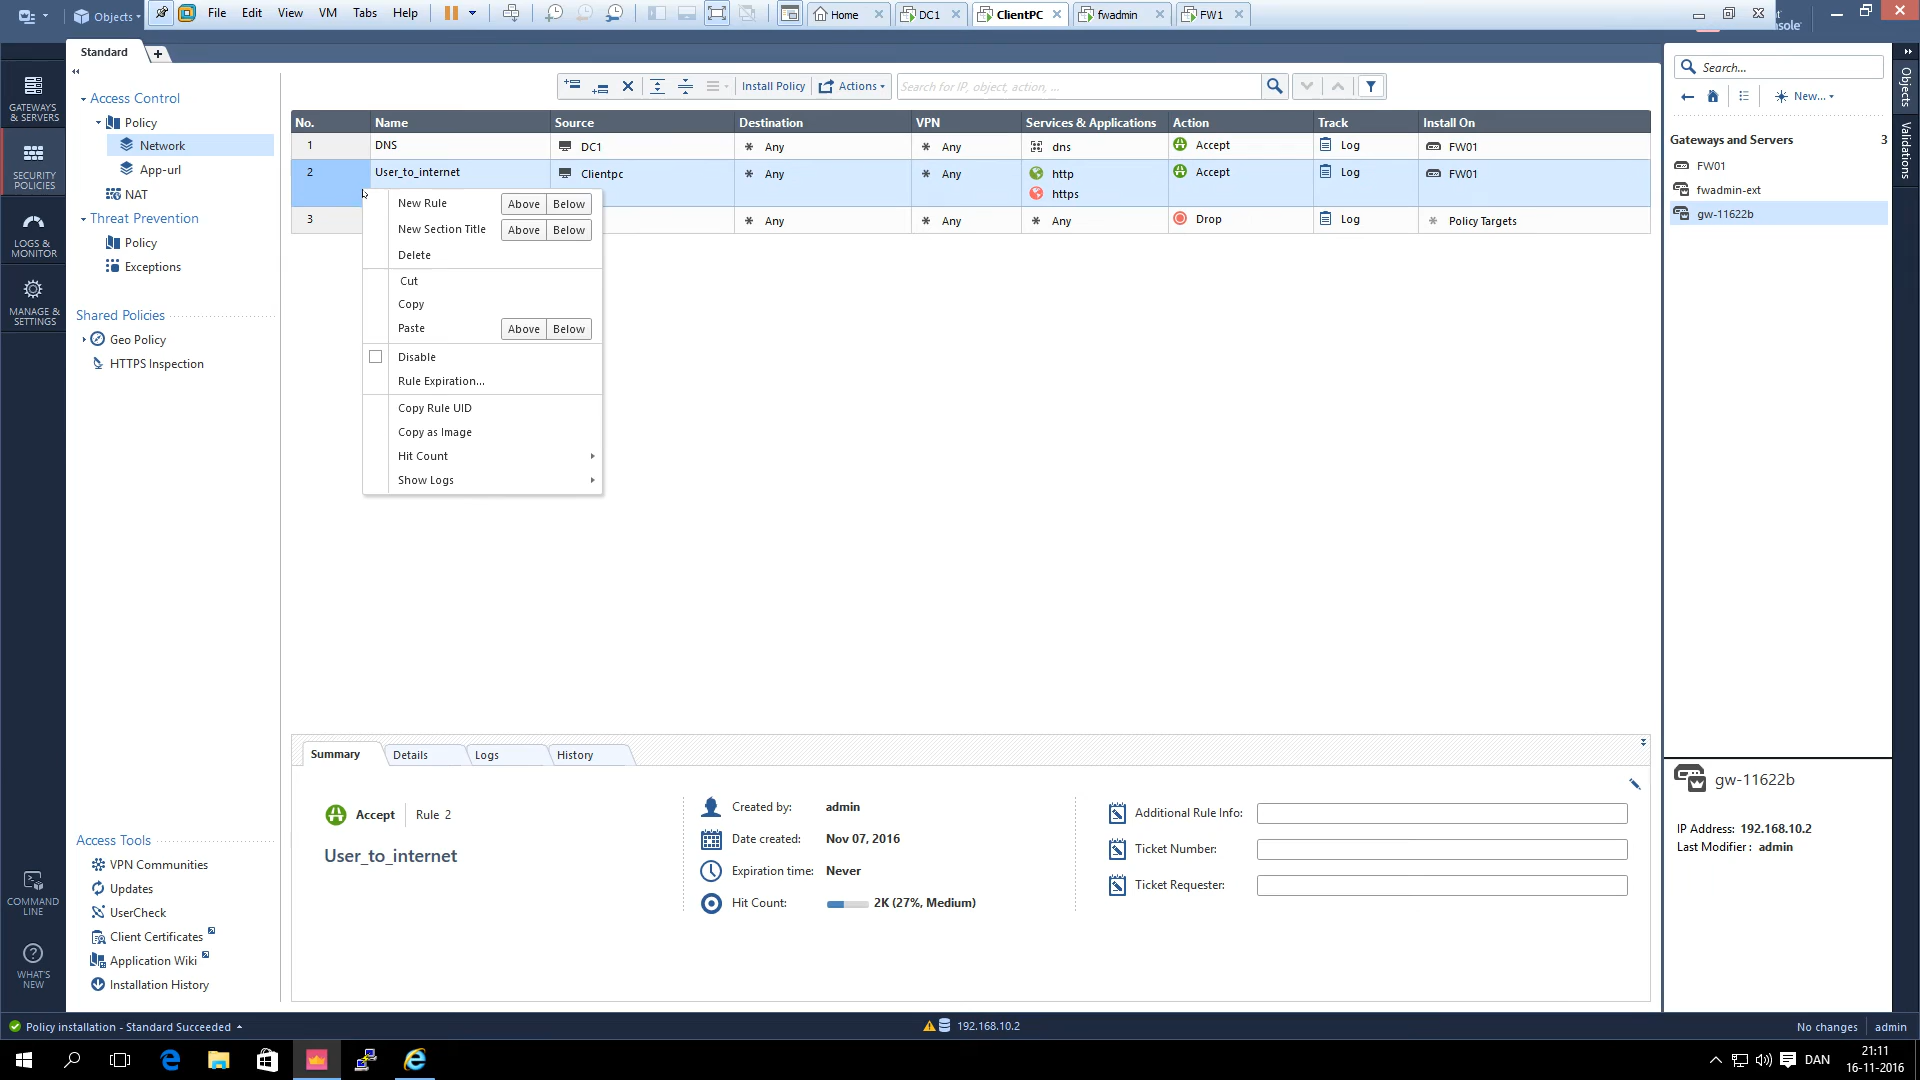 Objects
File Edit View VM Tabs Help
Home DC1 ClientPC fwadmin FW1
Standard
GATEWAYS & SERVERS
SECURITY POLICIES
LOGS & MONITOR
MANAGE & SETTINGS
COMMAND LINE
WHAT'S NEW
Access Control
Policy
Network
App-url
NAT
Threat Prevention
Policy
Exceptions
Shared Policies
Geo Policy
HTTPS Inspection
Access Tools
VPN Communities
Updates
UserCheck
Client Certificates
Application Wiki
Installation History
Install Policy Actions Search for IP, object, action, ...
No. Name Source Destination VPN Services & Applications Action Track Install On
1 DNS DC1 Any Any dns Accept Log FW01
2 User_to_internet Clientpc Any Any http Accept Log FW01
https
3 Any Any Any Drop Log Policy Targets
New Rule Above Below
New Section Title Above Below
Delete
Cut
Copy
Paste Above Below
Disable
Rule Expiration...
Copy Rule UID
Copy as Image
Hit Count
Show Logs
Summary Details Logs History
Accept Rule 2
User_to_internet
Created by: admin
Date created: Nov 07, 2016
Expiration time: Never
Hit Count: 2K (27%, Medium)
Additional Rule Info:
Ticket Number:
Ticket Requester:
Search...
New...
Gateways and Servers 3
FW01
fwadmin-ext
gw-11622b
gw-11622b
IP Address: 192.168.10.2
Last Modifier : admin
Objects
Validations
Policy installation - Standard Succeeded
192.168.10.2
No changes admin
DAN
21:11
16-11-2016